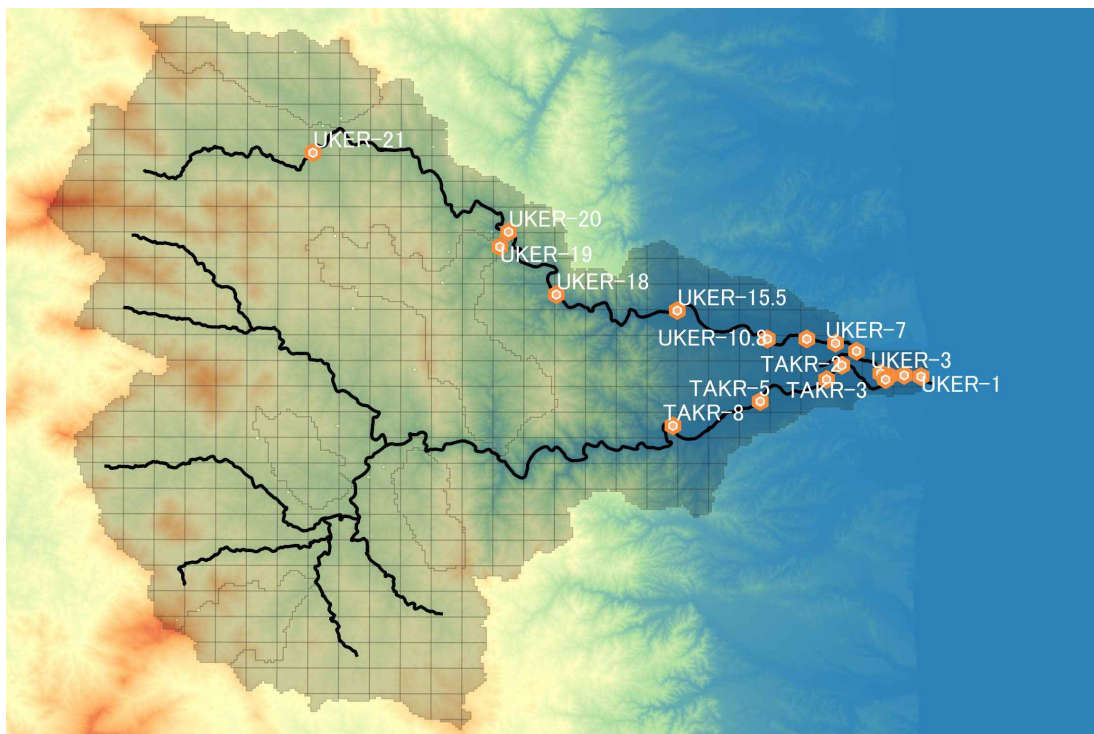 UKER-21
UKER-20
UKER-19
UKER-18
UKER-15.5
UKER-10.8
UKER-7
TAKR-2
UKER-3
TAKR-5
TAKR-3
UKER-1
TAKR-8